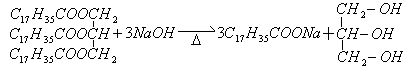 C₁₇H₃₅COOCH₂
C₁₇H₃₅COOCH + 3NaOH →Δ 3C₁₇H₃₅COONa +
C₁₇H₃₅COOCH₂
CH₂–OH
CH–OH
CH₂–OH